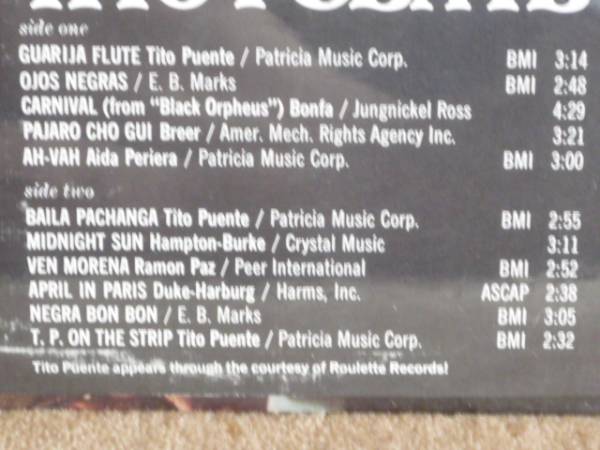 side one
GUARIJA FLUTE Tito Puente / Patricia Music Corp. BMI 3:14
OJOS NEGRAS / E. B. Marks BMI 2:48
CARNIVAL (from "Black Orpheus") Bonfa / Jungnickel Ross 4:29
PAJARO CHO GUI Breer / Amer. Mech. Rights Agency Inc. 3:21
AH-VAH Aida Periera / Patricia Music Corp. BMI 3:00
side two
BAILA PACHANGA Tito Puente / Patricia Music Corp. BMI 2:55
MIDNIGHT SUN Hampton-Burke / Crystal Music 3:11
VEN MORENA Ramon Paz / Peer International BMI 2:52
APRIL IN PARIS Duke-Harburg / Harms, Inc. ASCAP 2:38
NEGRA BON BON / E. B. Marks BMI 3:05
T. P. ON THE STRIP Tito Puente / Patricia Music Corp. BMI 2:32
Tito Puente appears through the courtesy of Roulette Records!